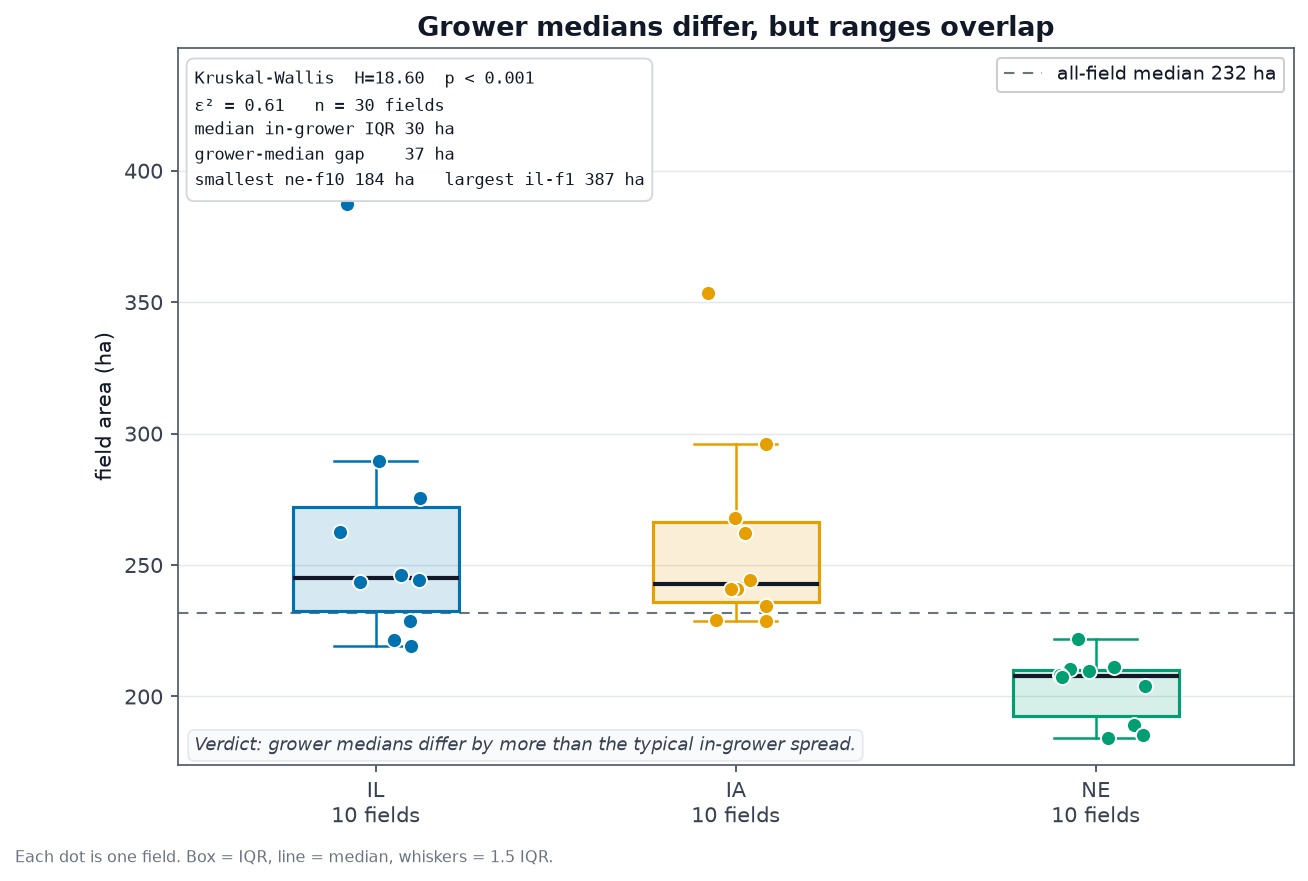 Grower medians differ, but ranges overlap
Kruskal-Wallis H=18.60 p < 0.001
ε² = 0.61 n = 30 fields
median in-grower IQR 30 ha
grower-median gap 37 ha
smallest ne-f10 184 ha largest il-f1 387 ha
all-field median 232 ha
field area (ha)
400
350
300
250
200
Verdict: grower medians differ by more than the typical in-grower spread.
IL
10 fields
IA
10 fields
NE
10 fields
Each dot is one field. Box = IQR, line = median, whiskers = 1.5 IQR.